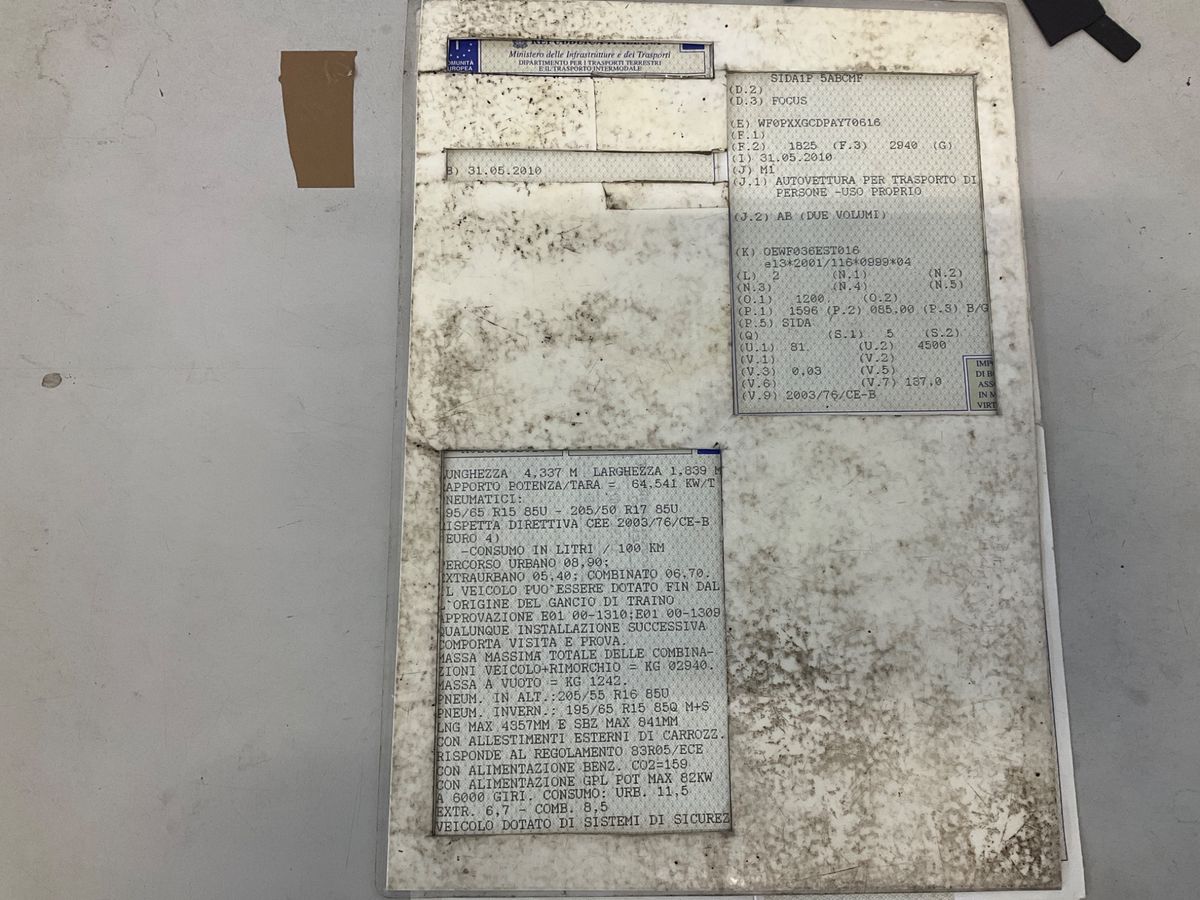 REPUBBLICA ITALIANA
OMUNITÀ
UROPEA
Ministero delle Infrastrutture e dei Trasporti
DIPARTIMENTO PER I TRASPORTI TERRESTRI
E IL TRASPORTO INTERMODALE
B) 31.05.2010
SIDA1P 5ABCMF
(D.2)
(D.3) FOCUS
(E) WF0PXXGCDPAY70616
(F.1)
(F.2) 1825 (F.3) 2940 (G)
(I) 31.05.2010
(J) M1
(J.1) AUTOVETTURA PER TRASPORTO DI
PERSONE -USO PROPRIO
(J.2) AB (DUE VOLUMI)
(K) OEWF036EST016
e13*2001/116*0999*04
(L) 2 (N.1) (N.2)
(N.3) (N.4) (N.5)
(O.1) 1200 (O.2)
(P.1) 1596 (P.2) 085.00 (P.3) B/G
(P.5) SIDA
(Q) (S.1) 5 (S.2)
(U.1) 81. (U.2) 4500
(V.1) (V.2)
(V.3) 0,03 (V.5)
(V.6) (V.7) 137,0
(V.9) 2003/76/CE-B
IMP
DI B
ASS
IN M
VIRT
UNGHEZZA 4,337 M LARGHEZZA 1.839 M
APPORTO POTENZA/TARA = 64,541 KW/T
NEUMATICI:
95/65 R15 85U - 205/50 R17 85U
ISPETTA DIRETTIVA CEE 2003/76/CE-B
EURO 4)
-CONSUMO IN LITRI / 100 KM
ERCORSO URBANO 08,90;
XTRAURBANO 05,40; COMBINATO 06,70.
L VEICOLO PUO'ESSERE DOTATO FIN DAL
L'ORIGINE DEL GANCIO DI TRAINO
APPROVAZIONE E01 00-1310;E01 00-1309
QUALUNQUE INSTALLAZIONE SUCCESSIVA
COMPORTA VISITA E PROVA.
MASSA MASSIMA TOTALE DELLE COMBINA-
ZIONI VEICOLO+RIMORCHIO = KG 02940.
MASSA A VUOTO = KG 1242.
PNEUM. IN ALT.:205/55 R16 85U
PNEUM. INVERN.: 195/65 R15 85Q M+S
LNG MAX 4357MM E SBZ MAX 841MM
CON ALLESTIMENTI ESTERNI DI CARROZZ.
RISPONDE AL REGOLAMENTO 83R05/ECE
CON ALIMENTAZIONE BENZ. CO2=159
CON ALIMENTAZIONE GPL POT MAX 82KW
A 6000 GIRI. CONSUMO: URB. 11,5
EXTR. 6,7 - COMB. 8,5
VEICOLO DOTATO DI SISTEMI DI SICUREZ